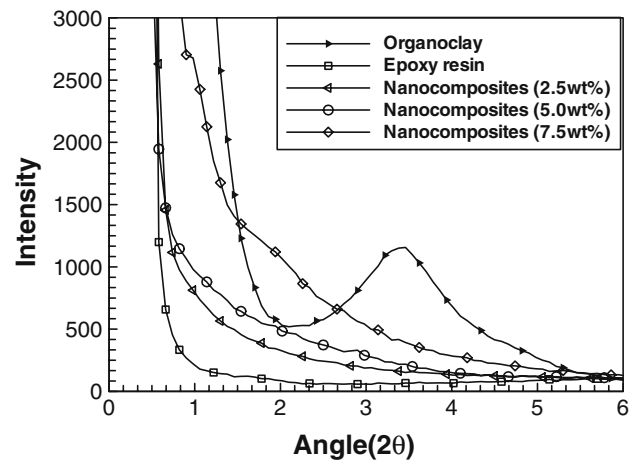 3000
2500
2000
1500
1000
500
0
Intensity
Organoclay
Epoxy resin
Nanocomposites (2.5wt%)
Nanocomposites (5.0wt%)
Nanocomposites (7.5wt%)
0 1 2 3 4 5 6
Angle(2θ)